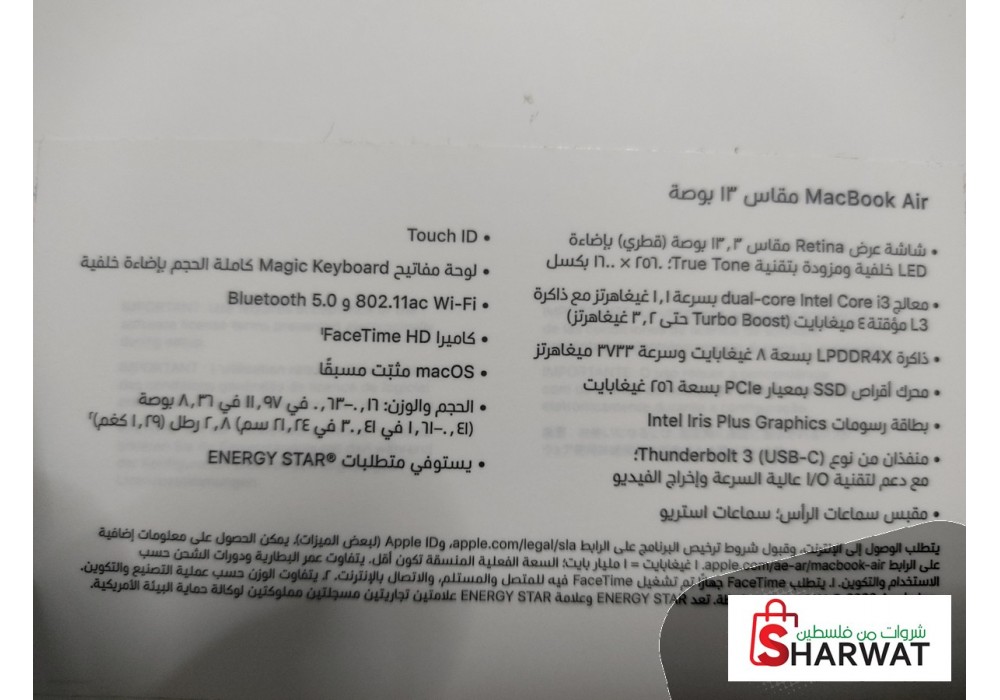 MacBook Air مقاس ١٣ بوصة
• شاشة عرض Retina مقاس ١٣,٣ بوصة (قطري) بإضاءة
LED خلفية ومزودة بتقنية True Tone؛ ٢٥٦٠ × ١٦٠٠ بكسل
• معالج dual-core Intel Core i3 بسرعة ١,١ غيغاهرتز مع ذاكرة
L3 مؤقتة ٤ ميغابايت (Turbo Boost حتى ٣,٢ غيغاهرتز)
• ذاكرة LPDDR4X بسعة ٨ غيغابايت وسرعة ٣٧٣٣ ميغاهرتز
• محرك أقراص SSD بمعيار PCIe بسعة ٢٥٦ غيغابايت
• بطاقة رسومات Intel Iris Plus Graphics
• منفذان من نوع Thunderbolt 3 (USB-C)؛
مع دعم لتقنية I/O عالية السرعة وإخراج الفيديو
• مقبس سماعات الرأس؛ سماعات استريو
• Touch ID
• لوحة مفاتيح Magic Keyboard كاملة الحجم بإضاءة خلفية
• 802.11ac Wi-Fi و Bluetooth 5.0
• كاميرا FaceTime HD¹
• macOS مثبّت مسبقًا
• الحجم والوزن: ٠,١٦–٠,٦٣ في ١١,٩٧ في ٨,٣٦ بوصة
(٠,٤١–١,٦١ في ٣٠,٤١ في ٢١,٢٤ سم) ٢,٨ رطل (١,٢٩ كغم)²
• يستوفي متطلبات ENERGY STAR®
يتطلب الوصول إلى الإنترنت، وقبول شروط ترخيص البرنامج على الرابط apple.com/legal/sla، وApple ID (لبعض الميزات). يمكن الحصول على معلومات إضافية
على الرابط apple.com/ae-ar/macbook-air. ١ غيغابايت = ١ مليار بايت؛ السعة الفعلية المنسقة تكون أقل. يتفاوت عمر البطارية ودورات الشحن حسب
الاستخدام والتكوين. ١. يتطلب FaceTime جهازًا تم تشغيل FaceTime فيه للمتصل والمستلم، والاتصال بالإنترنت. ٢. يتفاوت الوزن حسب عملية التصنيع والتكوين.
تعد ENERGY STAR وعلامة ENERGY STAR علامتين تجاريتين مسجلتين مملوكتين لوكالة حماية البيئة الأمريكية.
شروات من فلسطين
SHARWAT